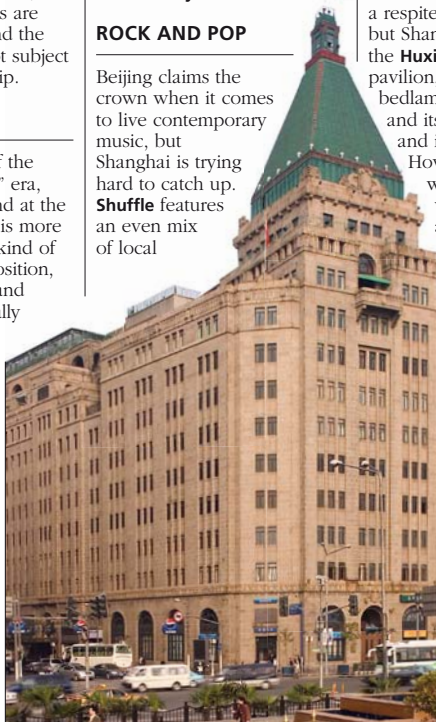 s are
d the
t subject
ip.
f the
” era,
nd at the
is more
kind of
osition,
and
lly
ROCK AND POP
Beijing claims the
crown when it comes
to live contemporary
music, but
Shanghai is trying
hard to catch up.
Shuffle features
an even mix
of local
a respite
but Shan
the Huxi
pavilion.
bedlam
and its
and i